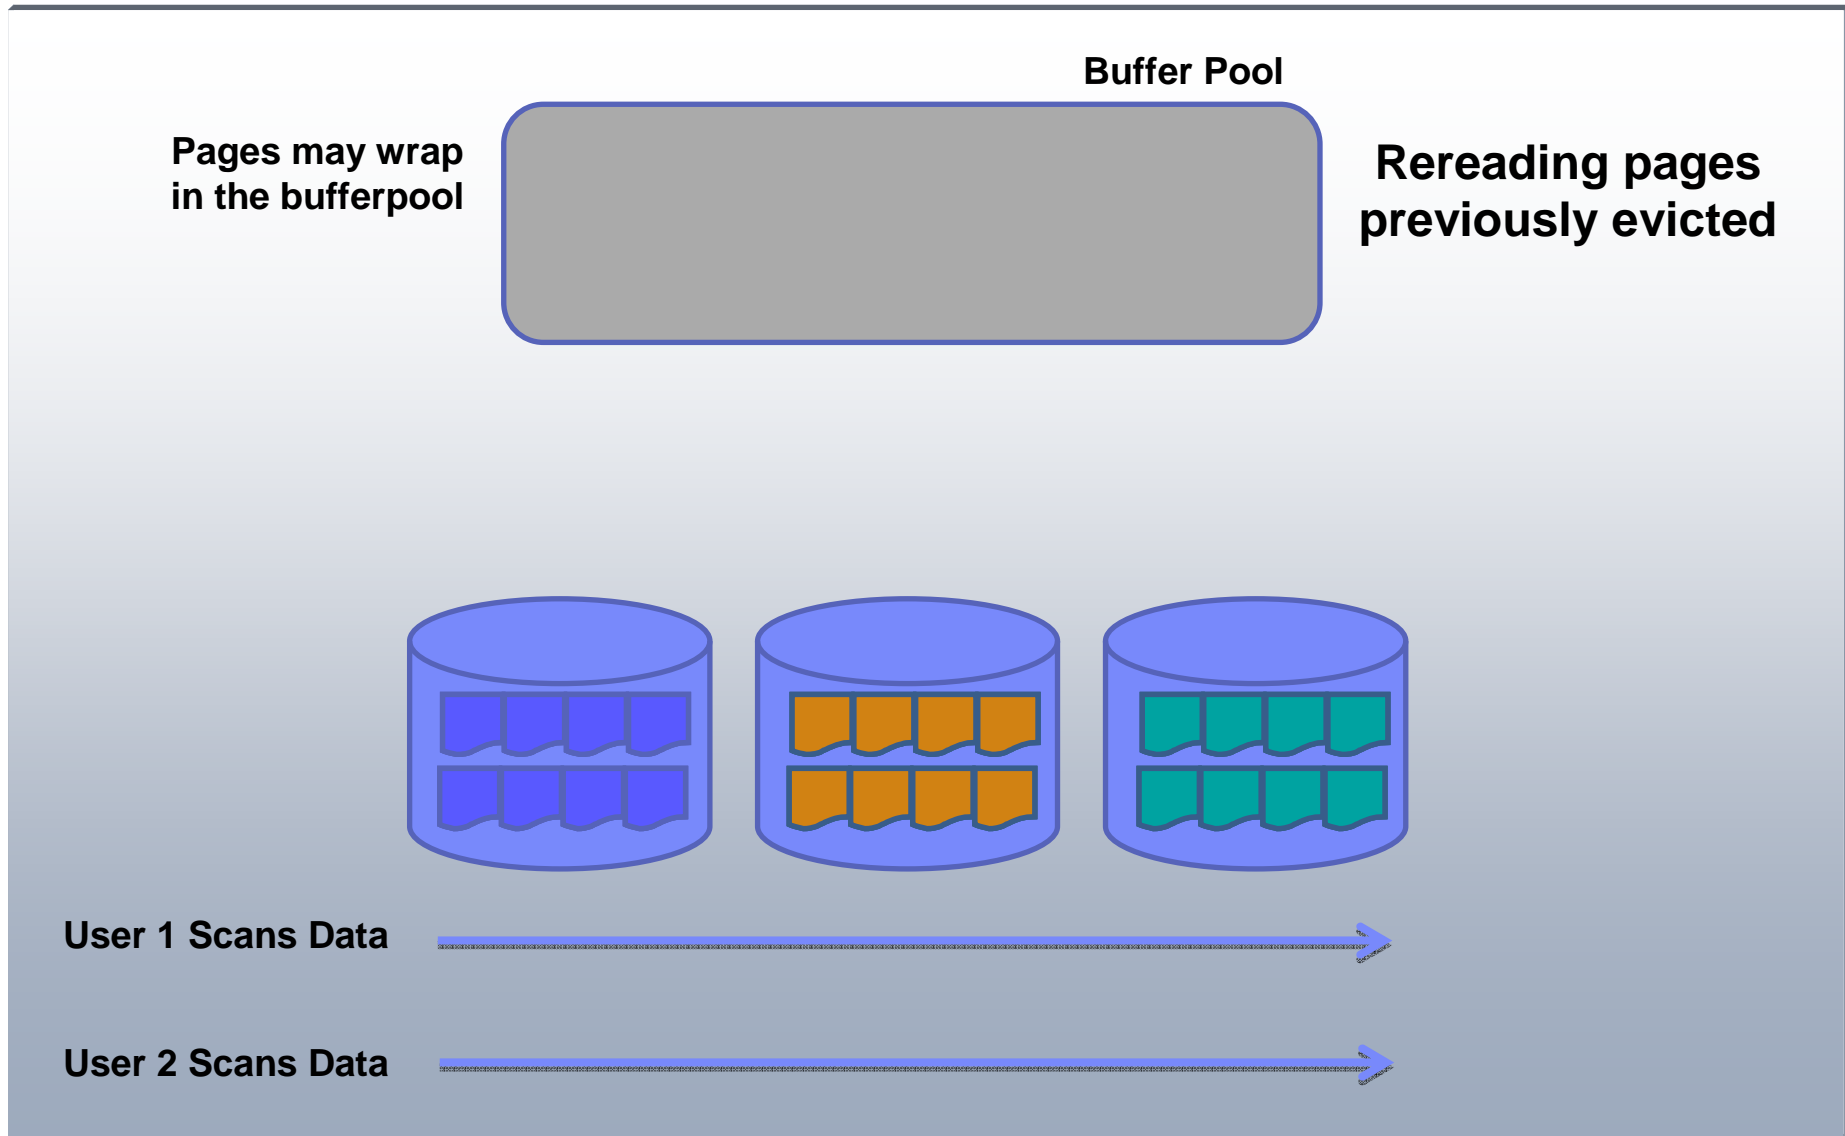 Buffer Pool
Pages may wrap
in the bufferpool
Rereading pages
previously evicted
User 1 Scans Data
User 2 Scans Data